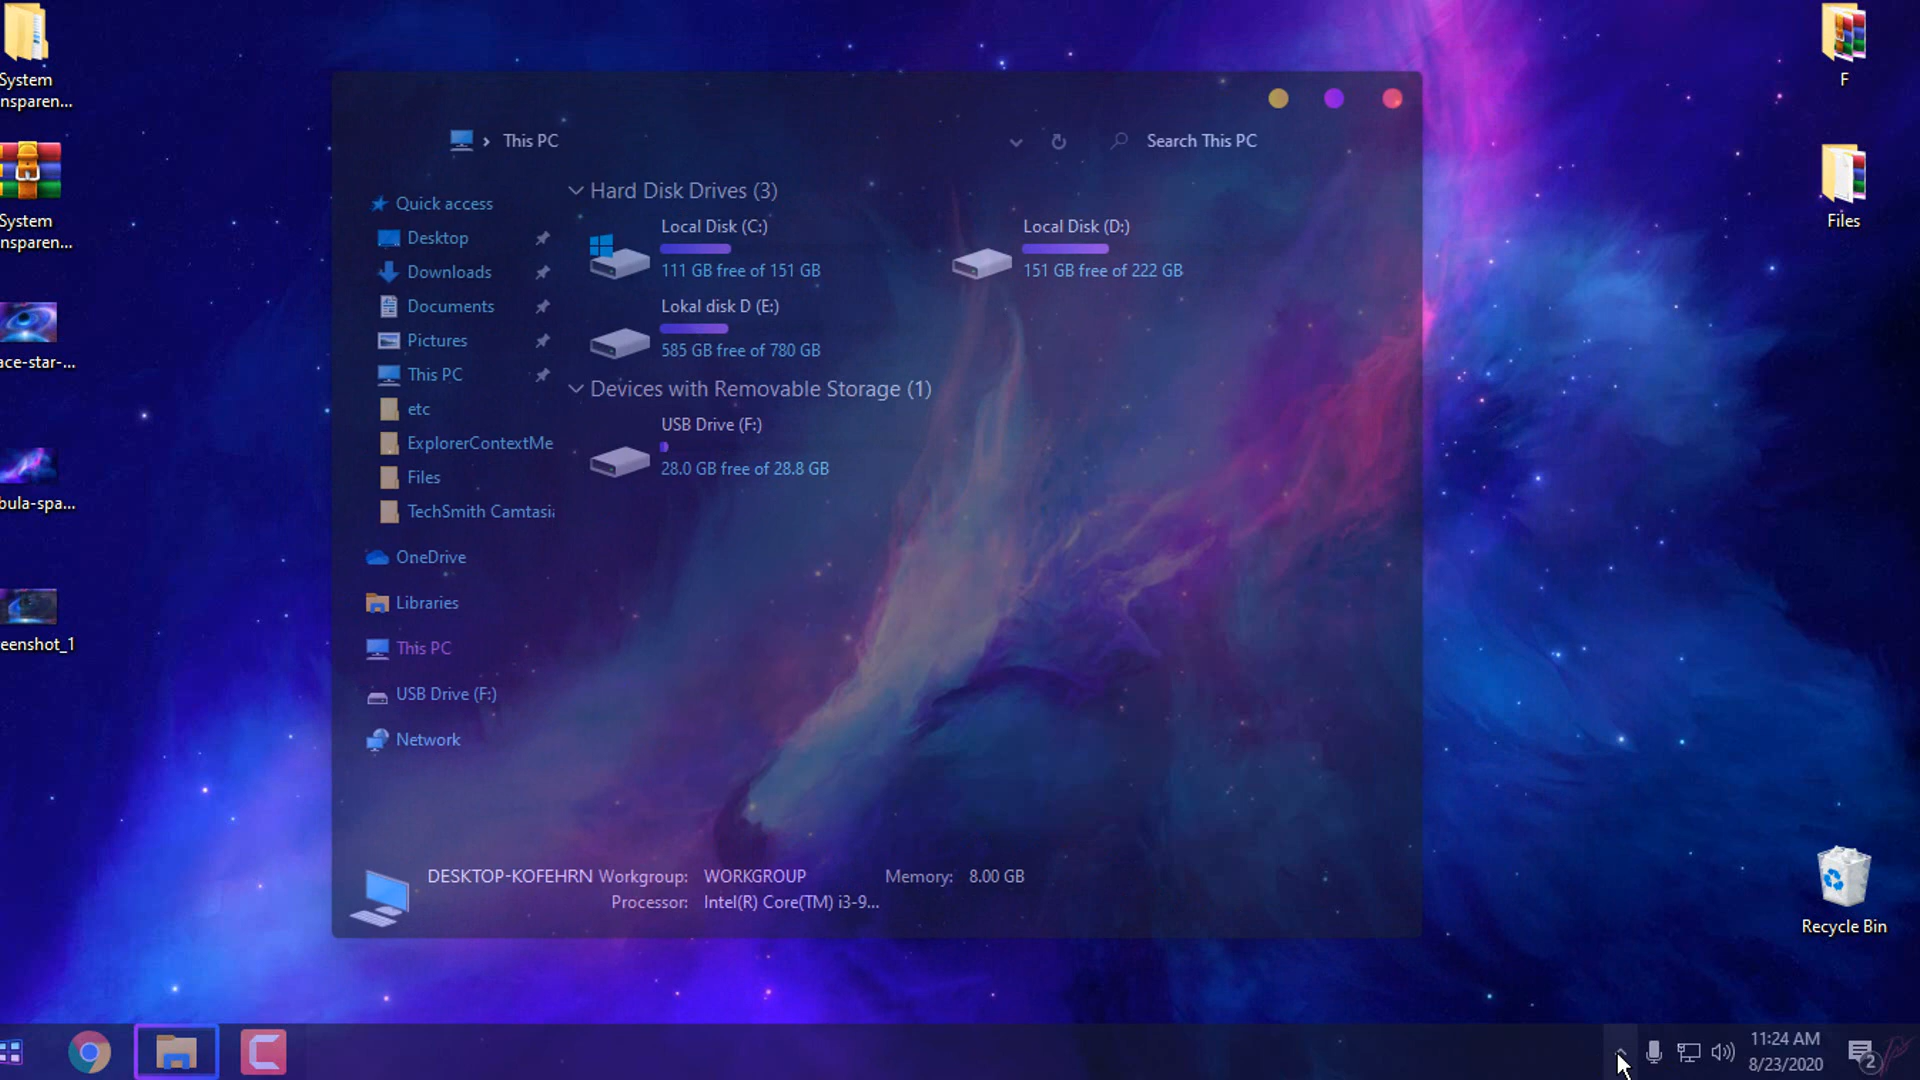 System
nsparen...
System
nsparen...
ace-star-...
bula-spa...
eenshot_1
This PC
Search This PC
Quick access
Desktop
Downloads
Documents
Pictures
This PC
etc
ExplorerContextMe
Files
TechSmith Camtasi
OneDrive
Libraries
This PC
USB Drive (F:)
Network
Hard Disk Drives (3)
Local Disk (C:)
111 GB free of 151 GB
Local Disk (D:)
151 GB free of 222 GB
Lokal disk D (E:)
585 GB free of 780 GB
Devices with Removable Storage (1)
USB Drive (F:)
28.0 GB free of 28.8 GB
DESKTOP-KOFEHRN Workgroup: WORKGROUP Memory: 8.00 GB
Processor: Intel(R) Core(TM) i3-9...
F
Files
Recycle Bin
11:24 AM
8/23/2020
2